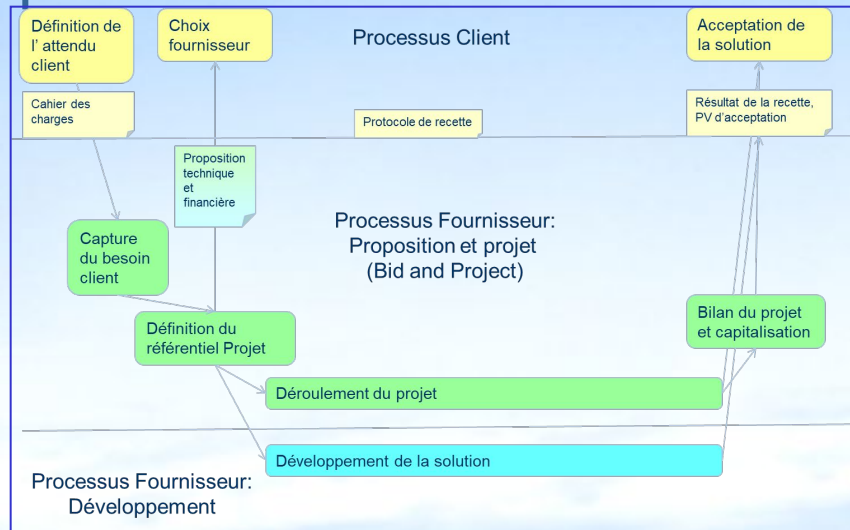 Définition de
l’ attendu
client
Choix
fournisseur
Processus Client
Acceptation de
la solution
Cahier des
charges
Protocole de recette
Résultat de la recette,
PV d’acceptation
Proposition
technique
et
financière
Processus Fournisseur:
Proposition et projet
(Bid and Project)
Capture
du besoin
client
Définition du
référentiel Projet
Bilan du projet
et capitalisation
Déroulement du projet
Développement de la solution
Processus Fournisseur:
Développement